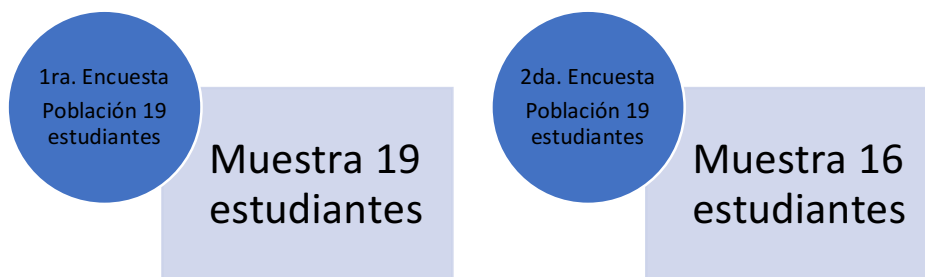 1ra. Encuesta
Población 19
estudiantes
Muestra 19
estudiantes
2da. Encuesta
Población 19
estudiantes
Muestra 16
estudiantes